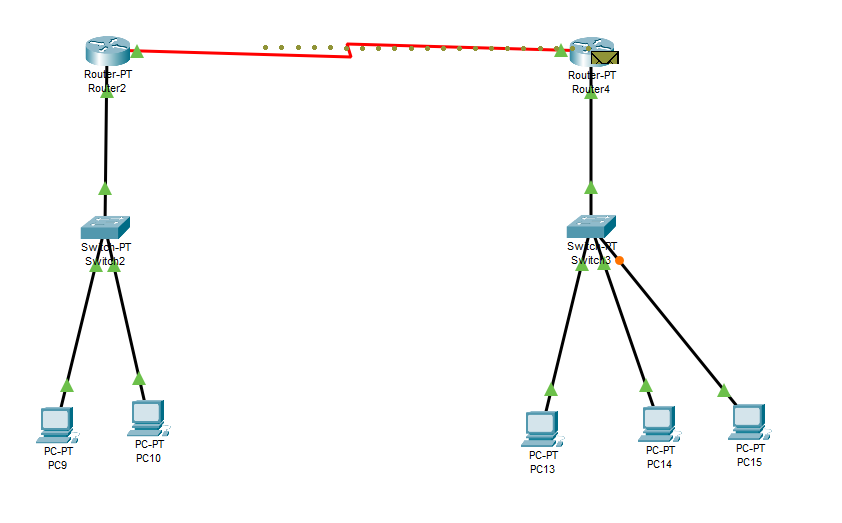 Router-PT
Router2
Router-PT
Router4
Switch-PT
Switch2
Switch-PT
Switch3
PC-PT
PC9
PC-PT
PC10
PC-PT
PC13
PC-PT
PC14
PC-PT
PC15